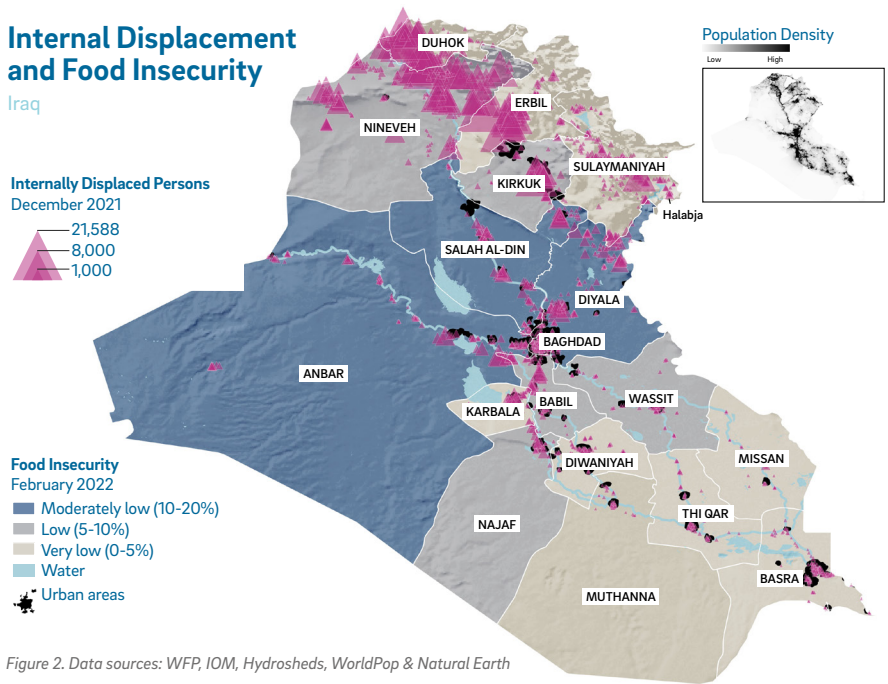 Internal Displacement
and Food Insecurity
Iraq
Population Density
Low
High
Internally Displaced Persons
December 2021
21,588
8,000
1,000
DUHOK
ERBIL
NINEVEH
SULAYMANIYAH
KIRKUK
Halabja
SALAH AL-DIN
DIYALA
BAGHDAD
ANBAR
BABIL
WASSIT
KARBALA
DIWANIYAH
MISSAN
NAJAF
THI QAR
BASRA
MUTHANNA
Food Insecurity
February 2022
Moderately low (10-20%)
Low (5-10%)
Very low (0-5%)
Water
Urban areas
Figure 2. Data sources: WFP, IOM, Hydrosheds, WorldPop & Natural Earth